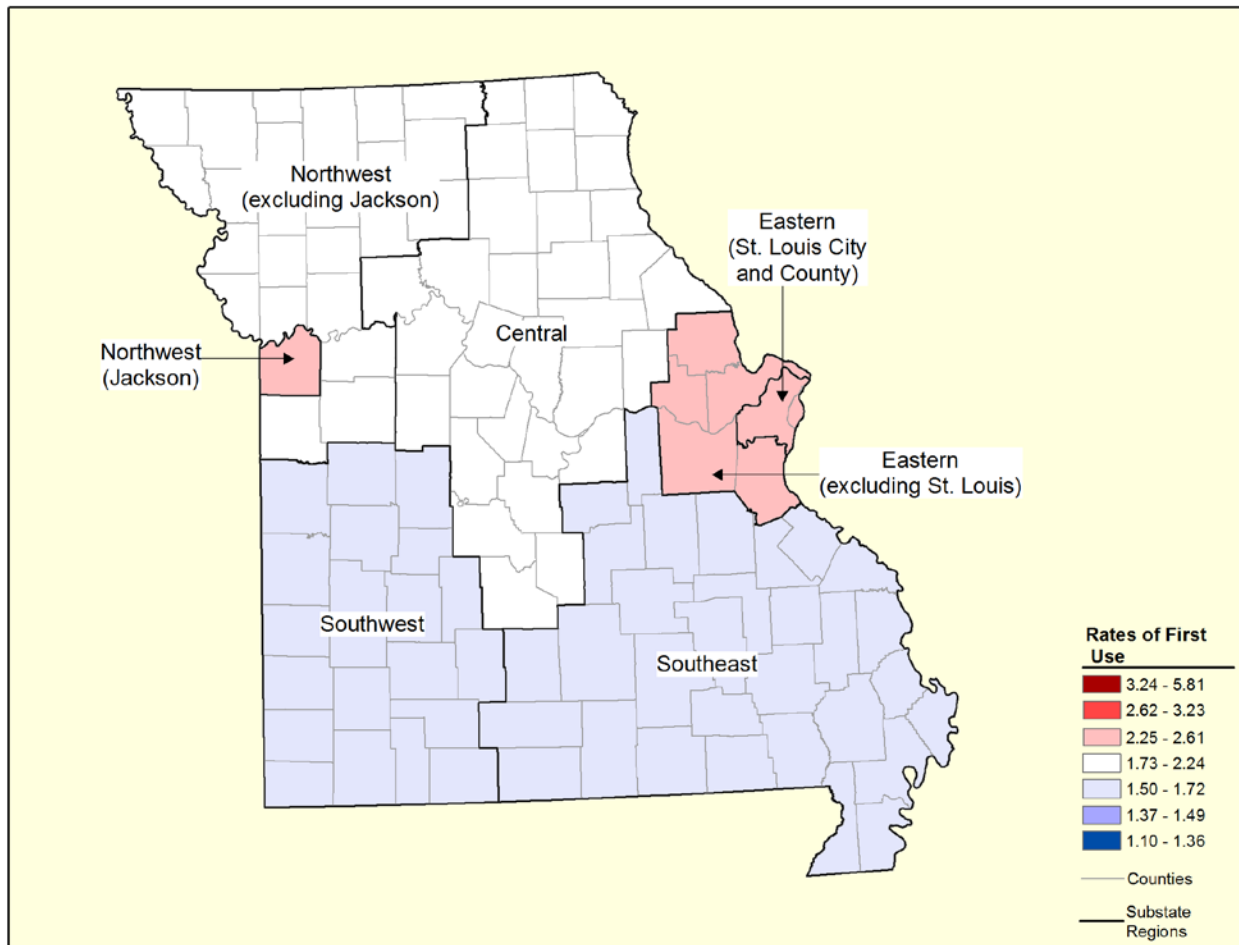 Northwest
(excluding Jackson)
Eastern
(St. Louis City
and County)
Central
Northwest
(Jackson)
Eastern
(excluding St. Louis)
Southwest
Southeast
Rates of First
Use
3.24 - 5.81
2.62 - 3.23
2.25 - 2.61
1.73 - 2.24
1.50 - 1.72
1.37 - 1.49
1.10 - 1.36
Counties
Substate
Regions